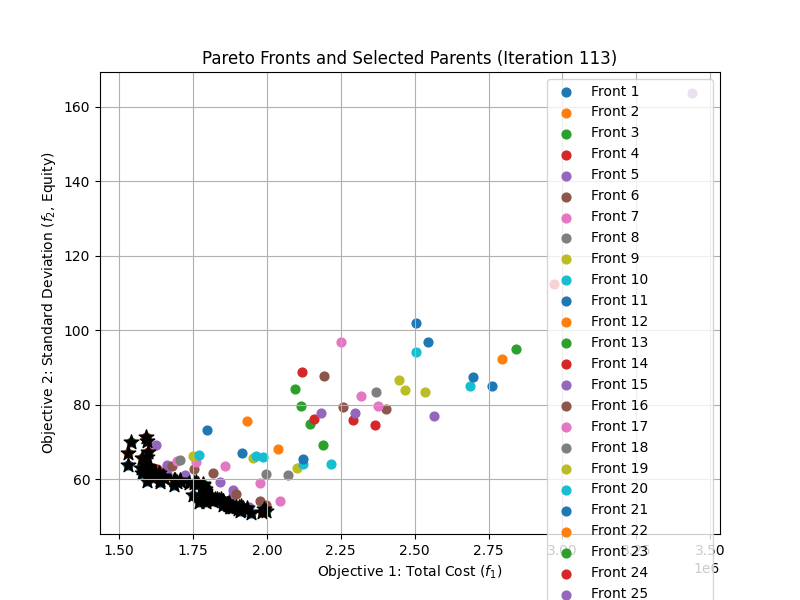 Pareto Fronts and Selected Parents (Iteration 113)
Objective 2: Standard Deviation (f₂, Equity)
160
140
120
100
80
60
1.50
1.75
2.00
2.25
2.50
2.75
3.00
3.25
3.50
1e6
Objective 1: Total Cost (f₁)
Front 1
Front 2
Front 3
Front 4
Front 5
Front 6
Front 7
Front 8
Front 9
Front 10
Front 11
Front 12
Front 13
Front 14
Front 15
Front 16
Front 17
Front 18
Front 19
Front 20
Front 21
Front 22
Front 23
Front 24
Front 25